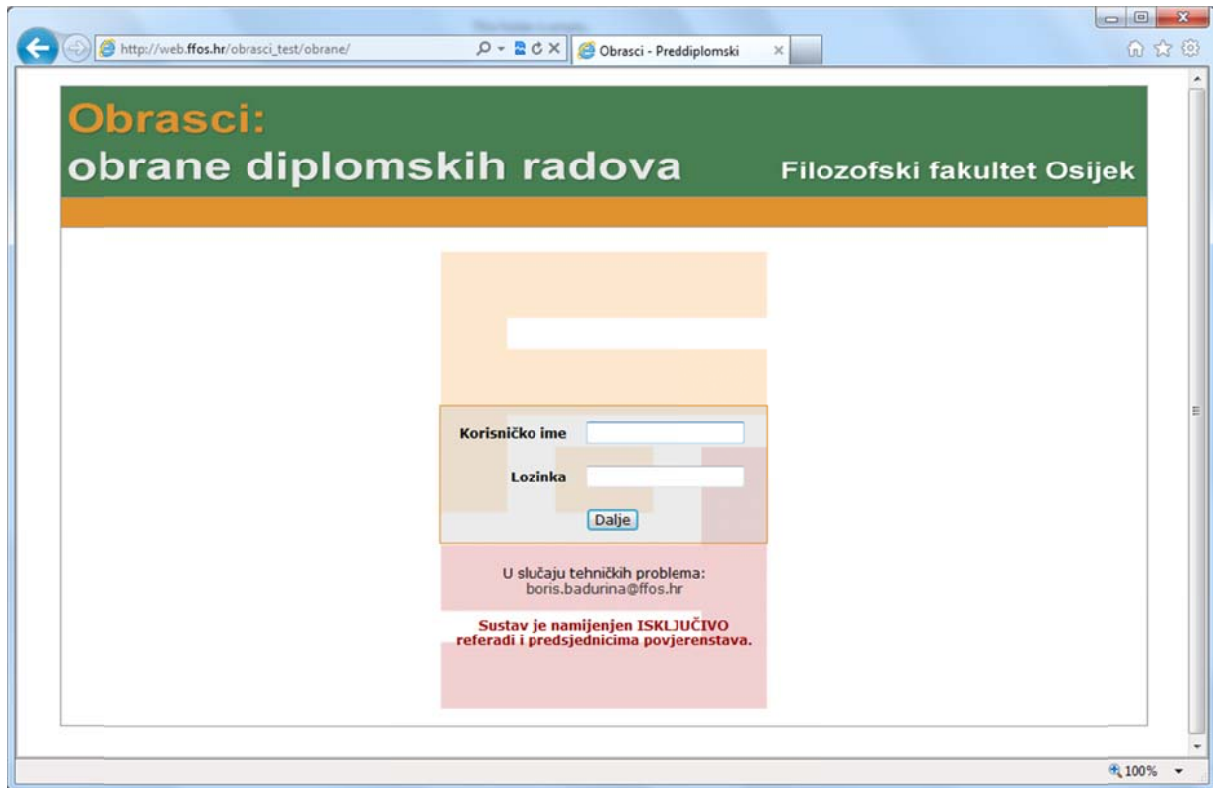 http://web.ffos.hr/obrasci_test/obrane/
Obrasci - Preddiplomski
Obrasci:
obrane diplomskih radova
Filozofski fakultet Osijek
Korisničko ime
Lozinka
Dalje
U slučaju tehničkih problema:
boris.badurina@ffos.hr
Sustav je namijenjen ISKLJUČIVO
referadi i predsjednicima povjerenstava.
100%